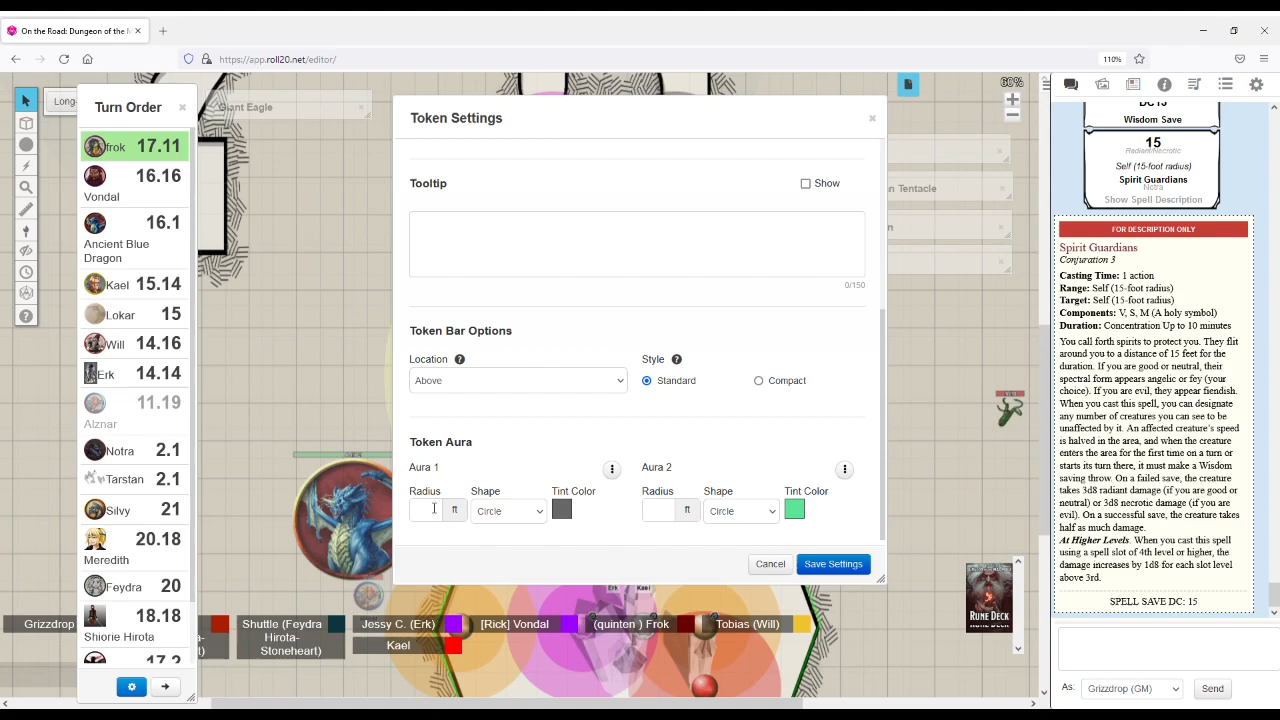 On the Road: Dungeon of the M
https://app.roll20.net/editor/
110%
Long-
Turn Order
frok 17.11
16.16
Vondal
16.1
Ancient Blue
Dragon
Kael 15.14
Lokar 15
Will 14.16
Erk 14.14
11.19
Alznar
Notra 2.1
Tarstan 2.1
Silvy 21
20.18
Meredith
Feydra 20
18.18
Shiorie Hirota
17.2
Giant Eagle
60%
an Tentacle
Token Settings
Tooltip
Show
0/150
Token Bar Options
Location
Style
Above
Standard
Compact
Token Aura
Aura 1
Aura 2
Radius Shape Tint Color
Radius Shape Tint Color
ft Circle
ft Circle
Cancel
Save Settings
Erk Kael
Grizzdrop
Shuttle (Feydra
Hirota-
Stoneheart)
Jessy C. (Erk)
[Rick] Vondal
(quinten ) Frok
Tobias (Will)
Kael
RUNE DECK
DC15
Wisdom Save
15
Radiant/Necrotic
Self (15-foot radius)
Spirit Guardians
Notra
Show Spell Description
FOR DESCRIPTION ONLY
Spirit Guardians
Conjuration 3
Casting Time: 1 action
Range: Self (15-foot radius)
Target: Self (15-foot radius)
Components: V, S, M (A holy symbol)
Duration: Concentration Up to 10 minutes
You call forth spirits to protect you. They flit
around you to a distance of 15 feet for the
duration. If you are good or neutral, their
spectral form appears angelic or fey (your
choice). If you are evil, they appear fiendish.
When you cast this spell, you can designate
any number of creatures you can see to be
unaffected by it. An affected creature's speed
is halved in the area, and when the creature
enters the area for the first time on a turn or
starts its turn there, it must make a Wisdom
saving throw. On a failed save, the creature
takes 3d8 radiant damage (if you are good or
neutral) or 3d8 necrotic damage (if you are
evil). On a successful save, the creature takes
half as much damage.
At Higher Levels. When you cast this spell
using a spell slot of 4th level or higher, the
damage increases by 1d8 for each slot level
above 3rd.
SPELL SAVE DC: 15
As: Grizzdrop (GM)
Send